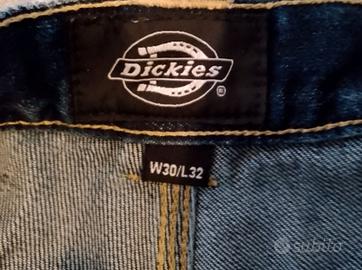 Dickies
®
W30/L32
subito